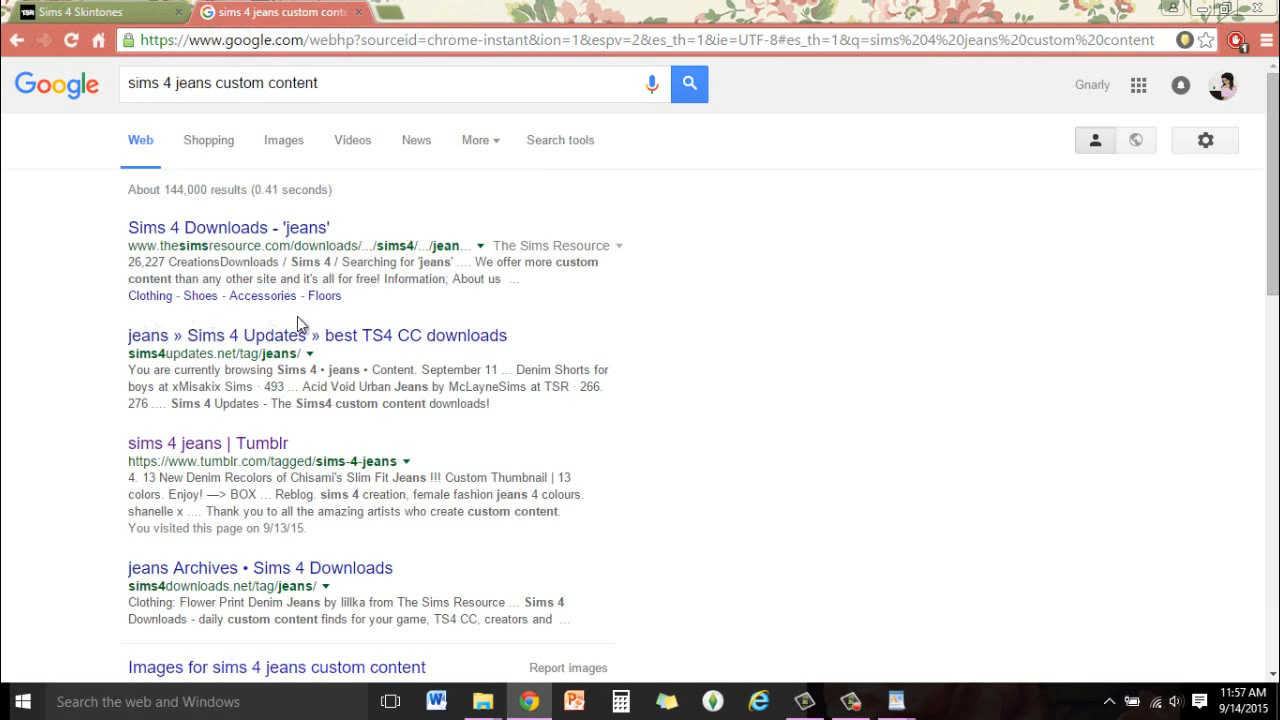 TSR Sims 4 Skintones ×
G sims 4 jeans custom cont ×
https://www.google.com/webhp?sourceid=chrome-instant&ion=1&espv=2&es_th=1&ie=UTF-8#es_th=1&q=sims%204%20jeans%20custom%20content
1
Google
sims 4 jeans custom content
Gnarly
Web Shopping Images Videos News More Search tools
About 144,000 results (0.41 seconds)
Sims 4 Downloads - 'jeans'
www.thesimsresource.com/downloads/.../sims4/.../jean... The Sims Resource
26,227 CreationsDownloads / Sims 4 / Searching for 'jeans' .... We offer more custom
content than any other site and it's all for free! Information; About us ...
Clothing - Shoes - Accessories - Floors
jeans » Sims 4 Updates » best TS4 CC downloads
sims4updates.net/tag/jeans/
You are currently browsing Sims 4 • jeans • Content. September 11 ... Denim Shorts for
boys at xMisakix Sims · 493 ... Acid Void Urban Jeans by McLayneSims at TSR · 266.
276 .... Sims 4 Updates - The Sims4 custom content downloads!
sims 4 jeans | Tumblr
https://www.tumblr.com/tagged/sims-4-jeans
4. 13 New Denim Recolors of Chisami's Slim Fit Jeans !!! Custom Thumbnail | 13
colors. Enjoy! —> BOX ... Reblog. sims 4 creation, female fashion jeans 4 colours.
shanelle x .... Thank you to all the amazing artists who create custom content.
You visited this page on 9/13/15.
jeans Archives • Sims 4 Downloads
sims4downloads.net/tag/jeans/
Clothing: Flower Print Denim Jeans by lillka from The Sims Resource ... Sims 4
Downloads - daily custom content finds for your game, TS4 CC, creators and ...
Images for sims 4 jeans custom content Report images
Search the web and Windows
11:57 AM
9/14/2015